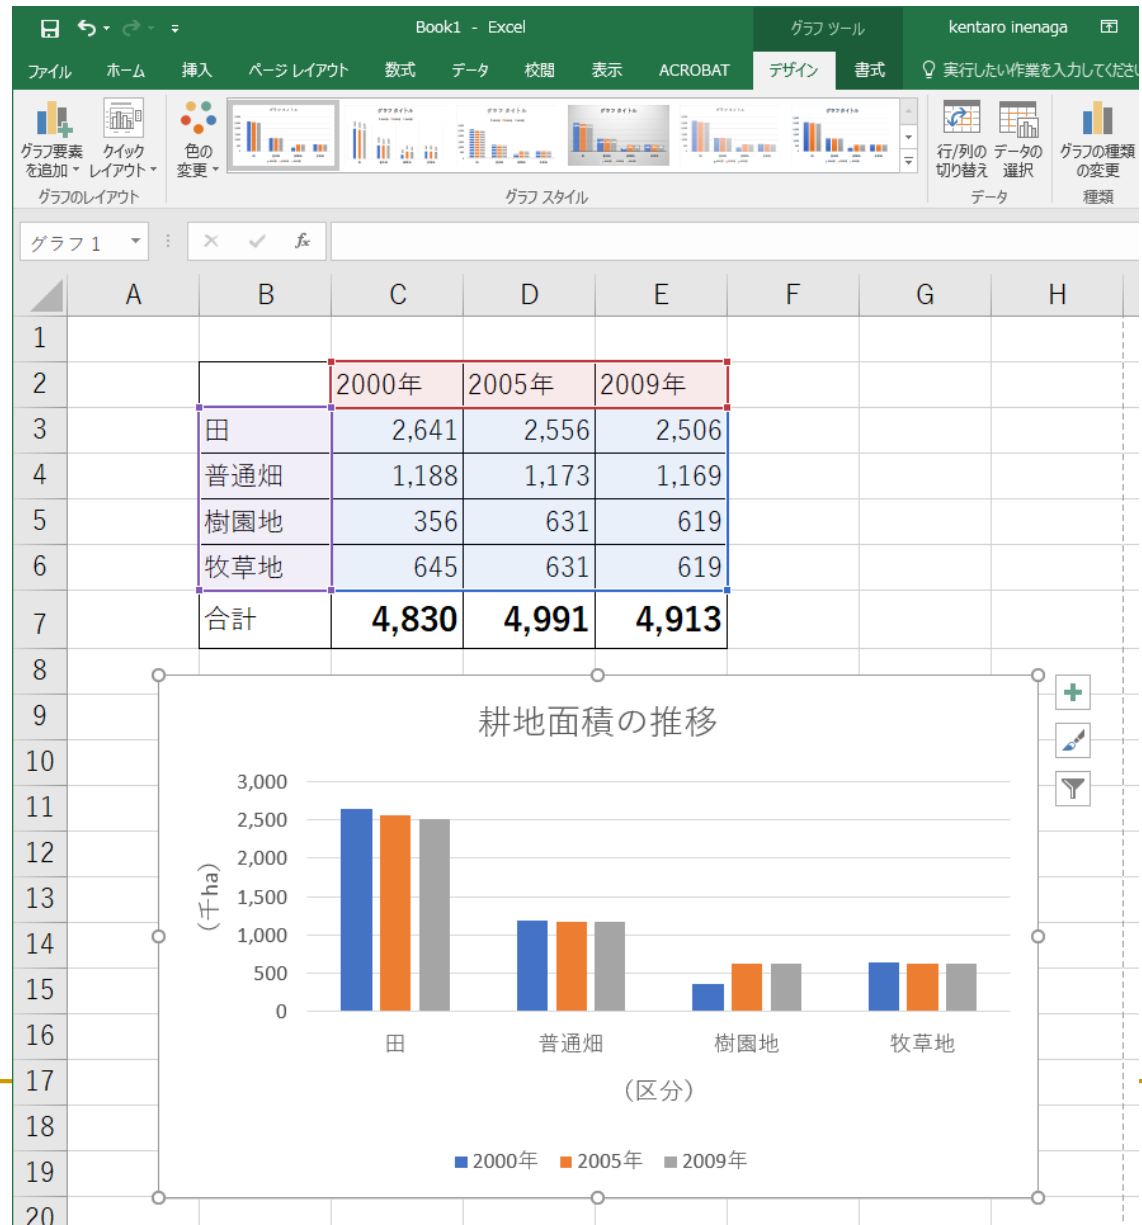 Book1 - Excel
グラフ ツール
kentaro inenaga
ファイル ホーム 挿入 ページ レイアウト 数式 データ 校閲 表示 ACROBAT デザイン 書式 実行したい作業を入力してください
グラフ要素を追加 クイックレイアウト 色の変更 行/列の切り替え データの選択 グラフの種類の変更
グラフのレイアウト グラフ スタイル データ 種類
グラフ 1 fx
A B C D E F G H
1
2 2000年 2005年 2009年
3 田 2,641 2,556 2,506
4 普通畑 1,188 1,173 1,169
5 樹園地 356 631 619
6 牧草地 645 631 619
7 合計 4,830 4,991 4,913
8
9
10
11
12
13
14
15
16
17
18
19
20
耕地面積の推移
3,000
2,500
2,000
1,500
1,000
500
0
（千ha）
田 普通畑 樹園地 牧草地
（区分）
2000年 2005年 2009年